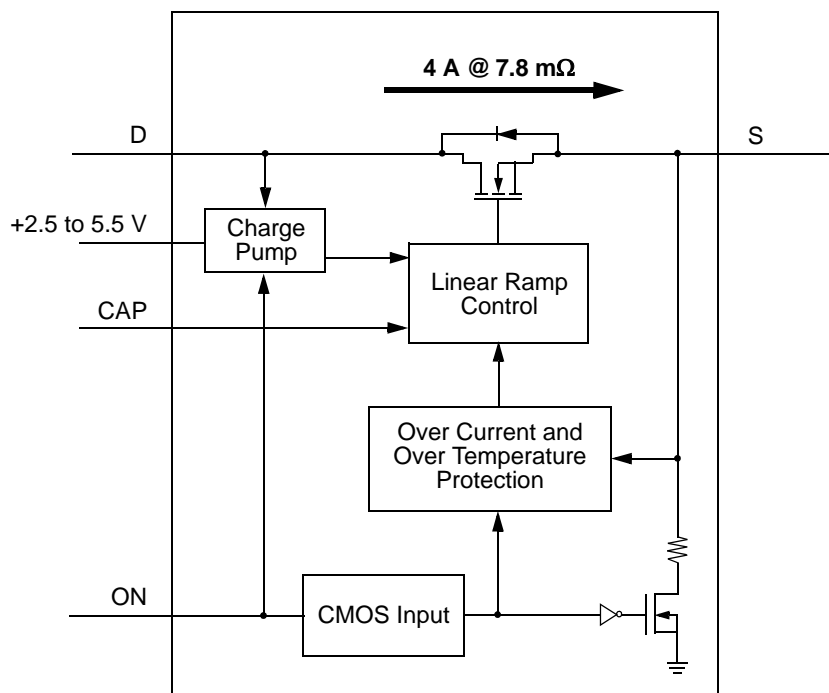 4 A @ 7.8 mΩ
D
S
+2.5 to 5.5 V
Charge
Pump
Linear Ramp
Control
CAP
Over Current and
Over Temperature
Protection
ON
CMOS Input